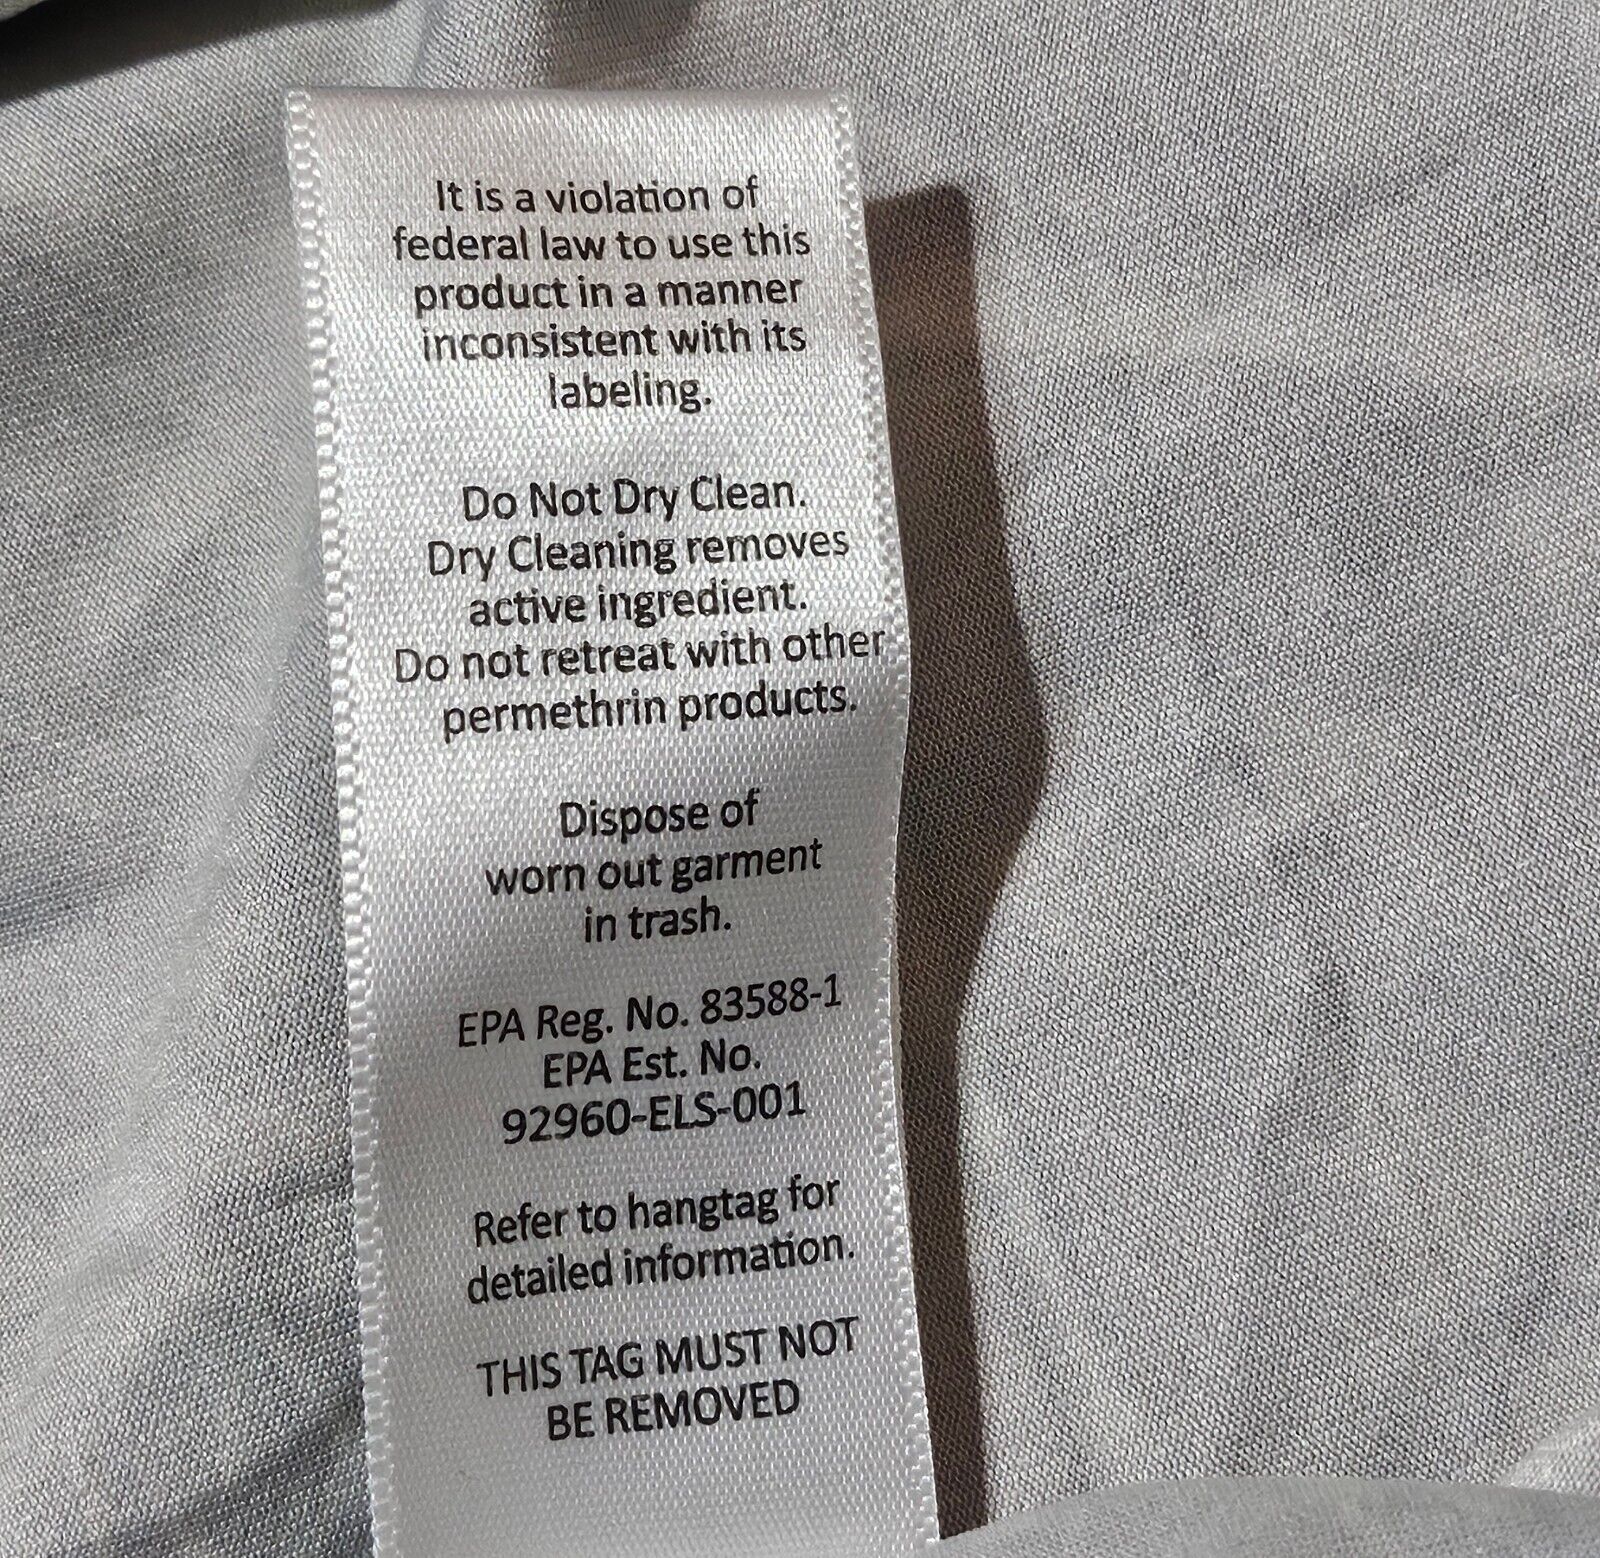 It is a violation of
federal law to use this
product in a manner
inconsistent with its
labeling.
Do Not Dry Clean.
Dry Cleaning removes
active ingredient.
Do not retreat with other
permethrin products.
Dispose of
worn out garment
in trash.
EPA Reg. No. 83588-1
EPA Est. No.
92960-ELS-001
Refer to hangtag for
detailed information.
THIS TAG MUST NOT
BE REMOVED